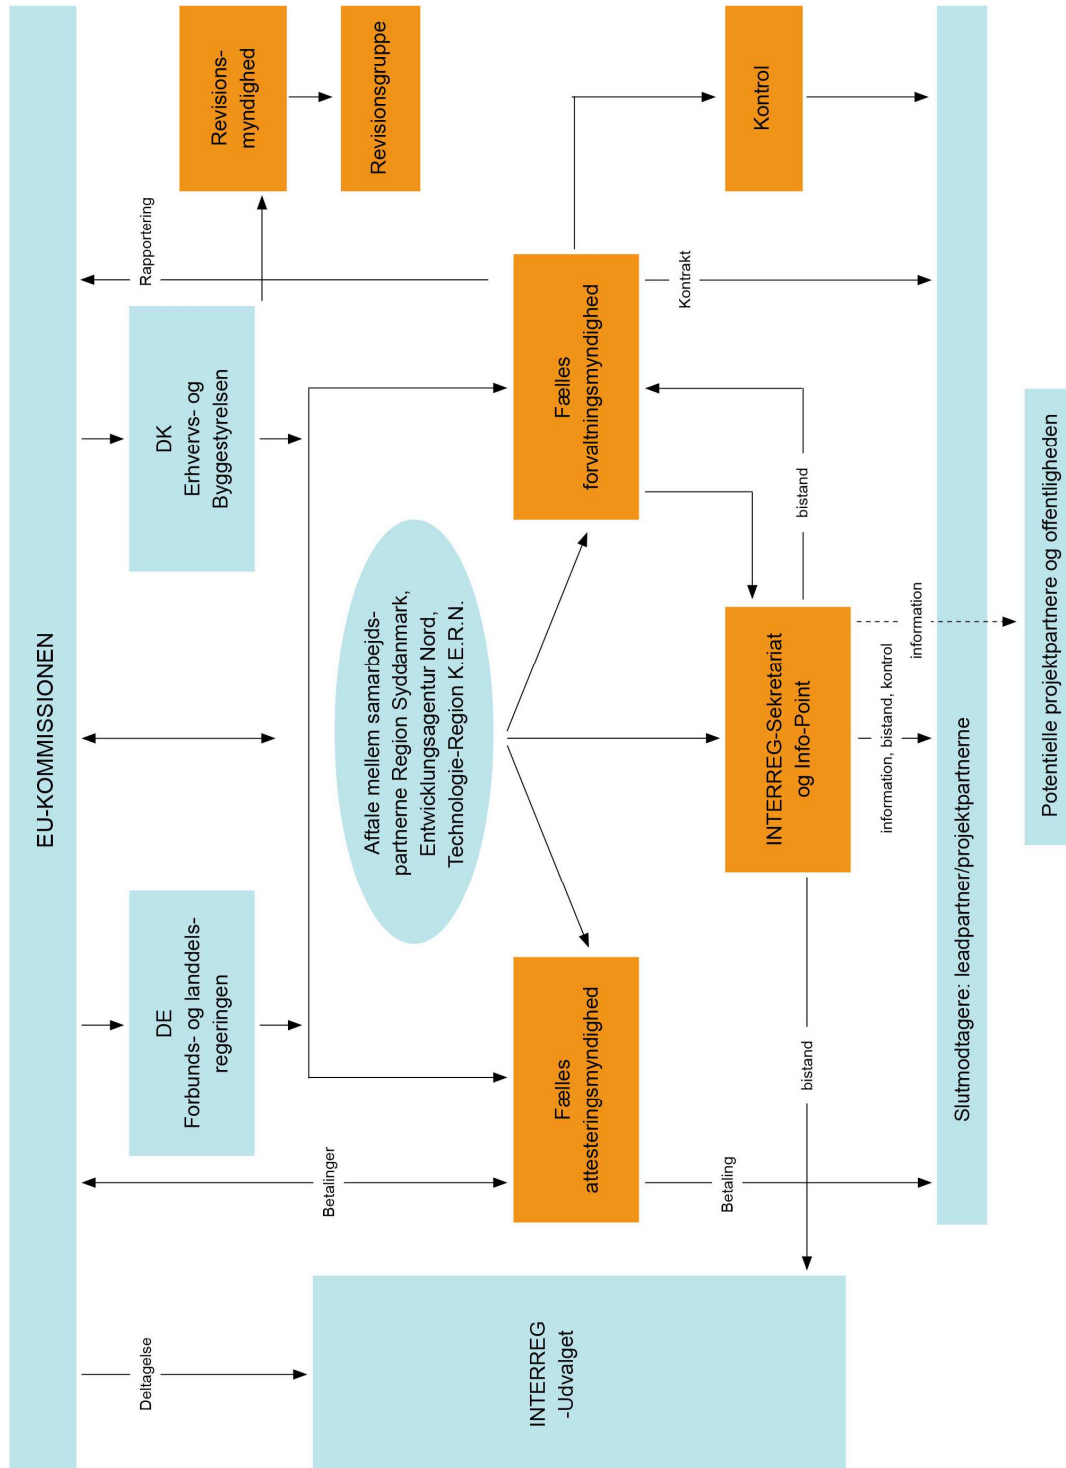 EU-KOMMISSIONEN
Deltagelse
Betalinger
DE
Forbunds- og landdels-
regeringen
DK
Erhvervs- og
Byggestyrelsen
Rapportering
Revisions-
myndighed
Revisionsgruppe
Aftale mellem samarbejds-
partnerne Region Syddanmark,
Entwicklungsagentur Nord,
Technologie-Region K.E.R.N.
INTERREG
-Udvalget
Fælles
attesteringsmyndighed
Fælles
forvaltningsmyndighed
Betaling
Kontrakt
Kontrol
INTERREG-Sekretariat
og Info-Point
bistand
bistand
information, bistand, kontrol
information
Slutmodtagere: leadpartner/projektpartnerne
Potentielle projektpartnere og offentligheden